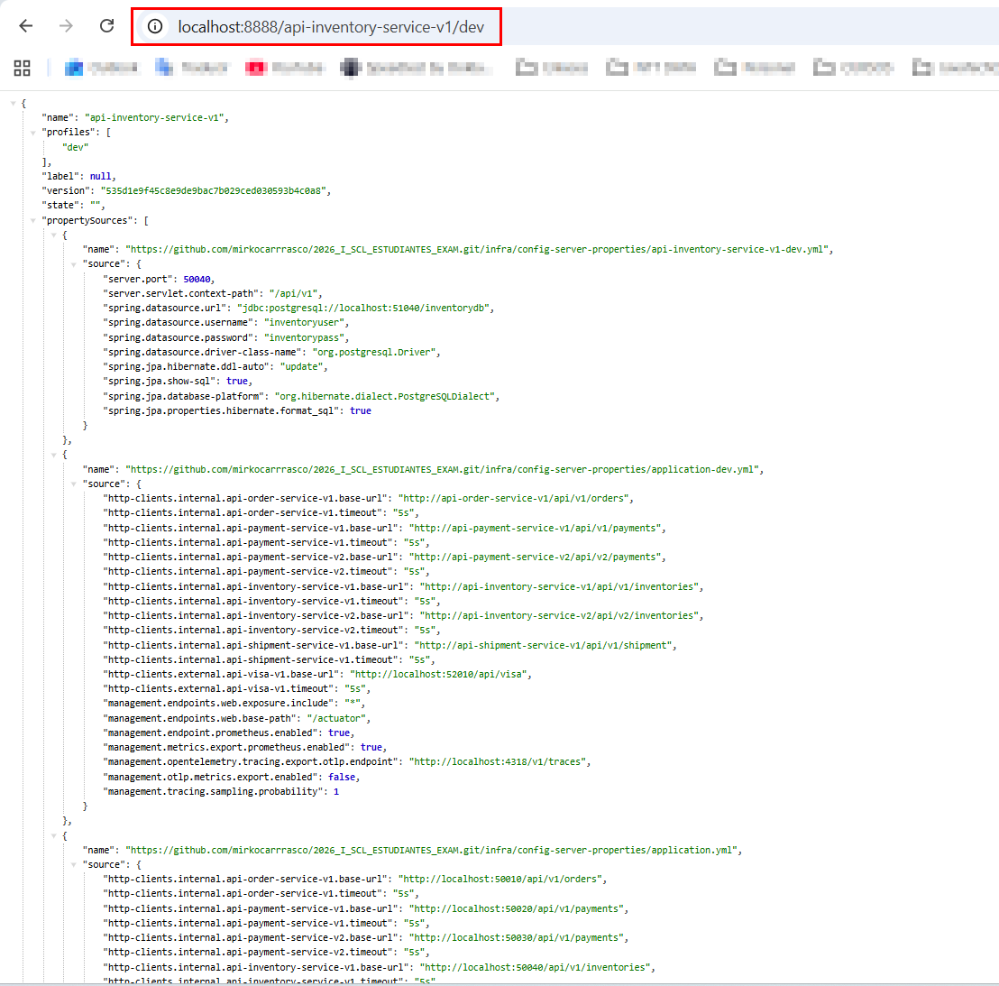 localhost:8888/api-inventory-service-v1/dev
{
"name": "api-inventory-service-v1",
"profiles": [
"dev"
],
"label": null,
"version": "535d1e9f45c8e9de9bac7b029ced030593b4c0a8",
"state": "",
"propertySources": [
{
"name": "https://github.com/mirkocarrrasco/2026_I_SCL_ESTUDIANTES_EXAM.git/infra/config-server-properties/api-inventory-service-v1-dev.yml",
"source": {
"server.port": 50040,
"server.servlet.context-path": "/api/v1",
"spring.datasource.url": "jdbc:postgresql://localhost:51040/inventorydb",
"spring.datasource.username": "inventoryuser",
"spring.datasource.password": "inventorypass",
"spring.datasource.driver-class-name": "org.postgresql.Driver",
"spring.jpa.hibernate.ddl-auto": "update",
"spring.jpa.show-sql": true,
"spring.jpa.database-platform": "org.hibernate.dialect.PostgreSQLDialect",
"spring.jpa.properties.hibernate.format_sql": true
}
},
{
"name": "https://github.com/mirkocarrrasco/2026_I_SCL_ESTUDIANTES_EXAM.git/infra/config-server-properties/application-dev.yml",
"source": {
"http-clients.internal.api-order-service-v1.base-url": "http://api-order-service-v1/api/v1/orders",
"http-clients.internal.api-order-service-v1.timeout": "5s",
"http-clients.internal.api-payment-service-v1.base-url": "http://api-payment-service-v1/api/v1/payments",
"http-clients.internal.api-payment-service-v1.timeout": "5s",
"http-clients.internal.api-payment-service-v2.base-url": "http://api-payment-service-v2/api/v2/payments",
"http-clients.internal.api-payment-service-v2.timeout": "5s",
"http-clients.internal.api-inventory-service-v1.base-url": "http://api-inventory-service-v1/api/v1/inventories",
"http-clients.internal.api-inventory-service-v1.timeout": "5s",
"http-clients.internal.api-inventory-service-v2.base-url": "http://api-inventory-service-v2/api/v2/inventories",
"http-clients.internal.api-inventory-service-v2.timeout": "5s",
"http-clients.internal.api-shipment-service-v1.base-url": "http://api-shipment-service-v1/api/v1/shipment",
"http-clients.internal.api-shipment-service-v1.timeout": "5s",
"http-clients.external.api-visa-v1.base-url": "http://localhost:52010/api/visa",
"http-clients.external.api-visa-v1.timeout": "5s",
"management.endpoints.web.exposure.include": "*",
"management.endpoints.web.base-path": "/actuator",
"management.endpoint.prometheus.enabled": true,
"management.metrics.export.prometheus.enabled": true,
"management.opentelemetry.tracing.export.otlp.endpoint": "http://localhost:4318/v1/traces",
"management.otlp.metrics.export.enabled": false,
"management.tracing.sampling.probability": 1
}
},
{
"name": "https://github.com/mirkocarrrasco/2026_I_SCL_ESTUDIANTES_EXAM.git/infra/config-server-properties/application.yml",
"source": {
"http-clients.internal.api-order-service-v1.base-url": "http://localhost:50010/api/v1/orders",
"http-clients.internal.api-order-service-v1.timeout": "5s",
"http-clients.internal.api-payment-service-v1.base-url": "http://localhost:50020/api/v1/payments",
"http-clients.internal.api-payment-service-v1.timeout": "5s",
"http-clients.internal.api-payment-service-v2.base-url": "http://localhost:50030/api/v1/payments",
"http-clients.internal.api-payment-service-v2.timeout": "5s",
"http-clients.internal.api-inventory-service-v1.base-url": "http://localhost:50040/api/v1/inventories",
"http-clients.internal.api-inventory-service-v1.timeout": "5s"